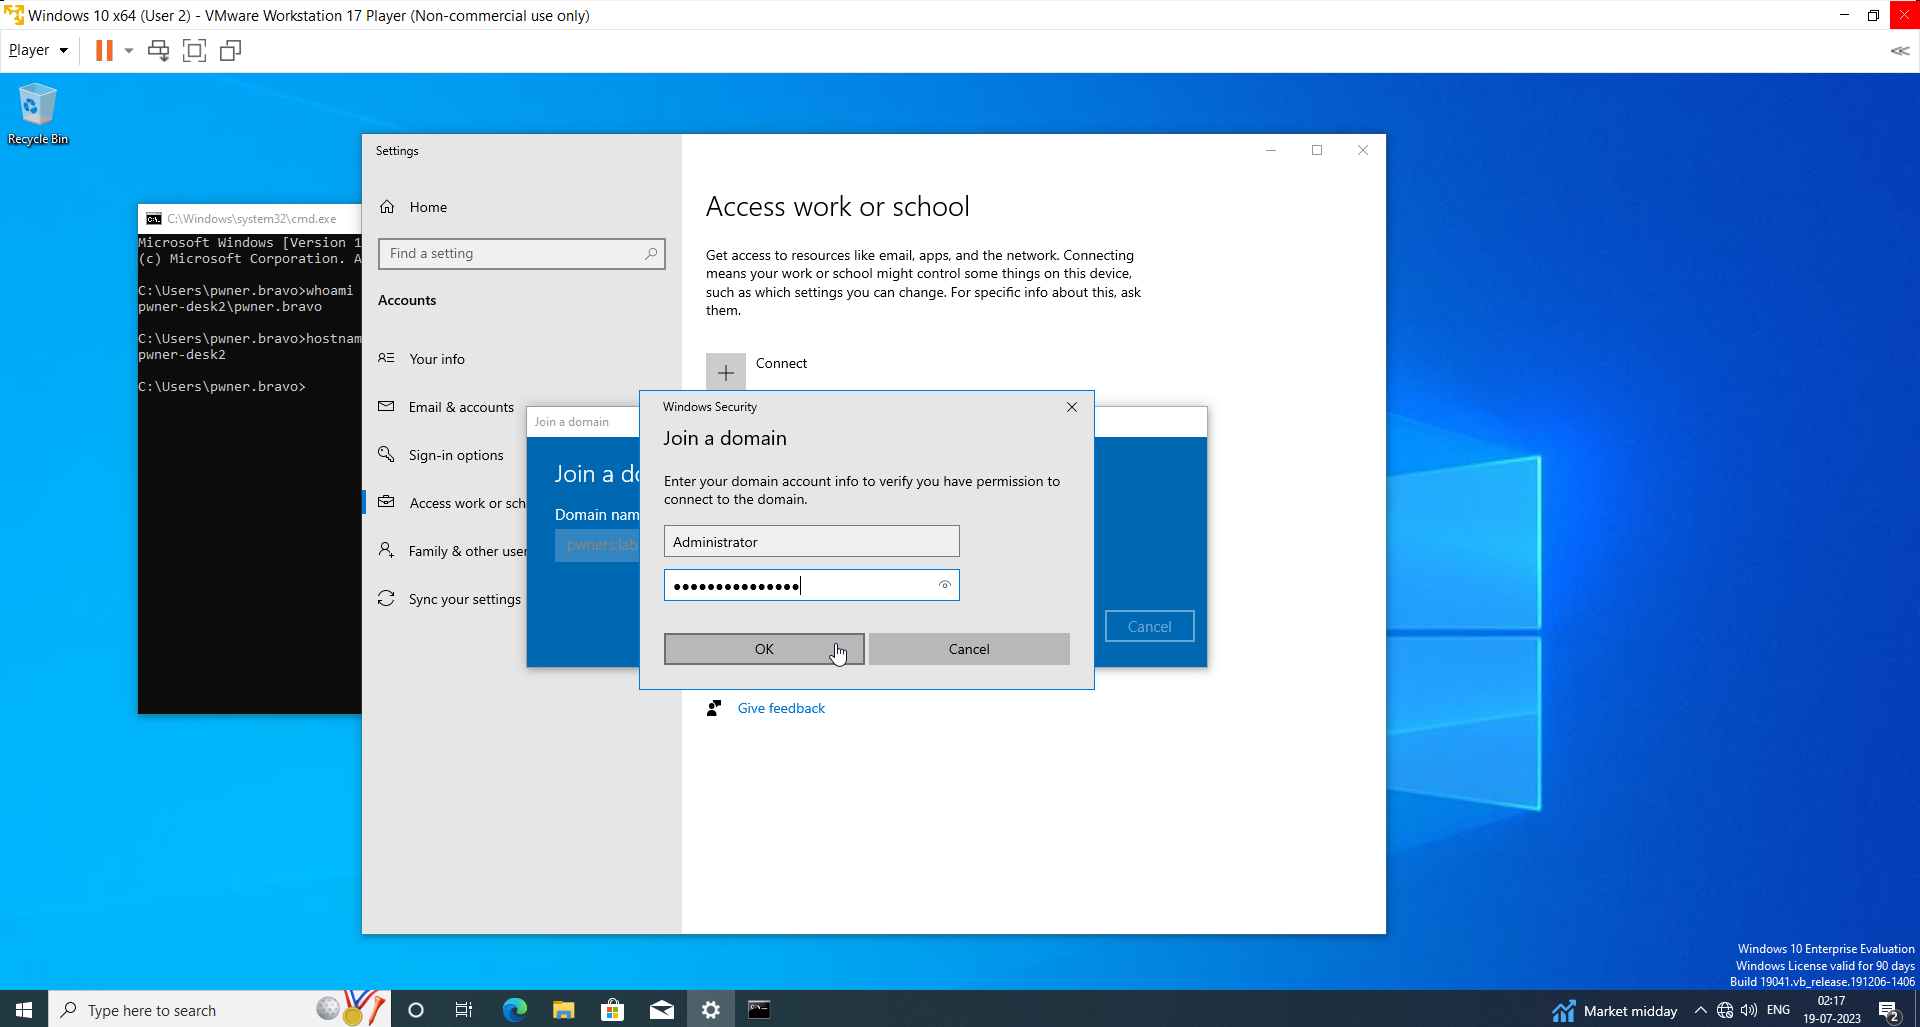 Windows 10 x64 (User 2) - VMware Workstation 17 Player (Non-commercial use only)
Player
Recycle Bin
C:\Windows\system32\cmd.exe
Microsoft Windows [Version 1
(c) Microsoft Corporation. A
C:\Users\pwner.bravo>whoami
pwner-desk2\pwner.bravo
C:\Users\pwner.bravo>hostnam
pwner-desk2
C:\Users\pwner.bravo>
Settings
Home
Find a setting
Accounts
Your info
Email & accounts
Sign-in options
Access work or sch
Family & other user
Sync your settings
Access work or school
Get access to resources like email, apps, and the network. Connecting
means your work or school might control some things on this device,
such as which settings you can change. For specific info about this, ask
them.
Connect
Join a domain
Join a do
Domain nam
pwners.lab
Cancel
Windows Security
Join a domain
Enter your domain account info to verify you have permission to
connect to the domain.
Administrator
●●●●●●●●●●●●●●●
OK
Cancel
Give feedback
Windows 10 Enterprise Evaluation
Windows License valid for 90 days
Build 19041.vb_release.191206-1406
Type here to search
Market midday
ENG
02:17
19-07-2023
2